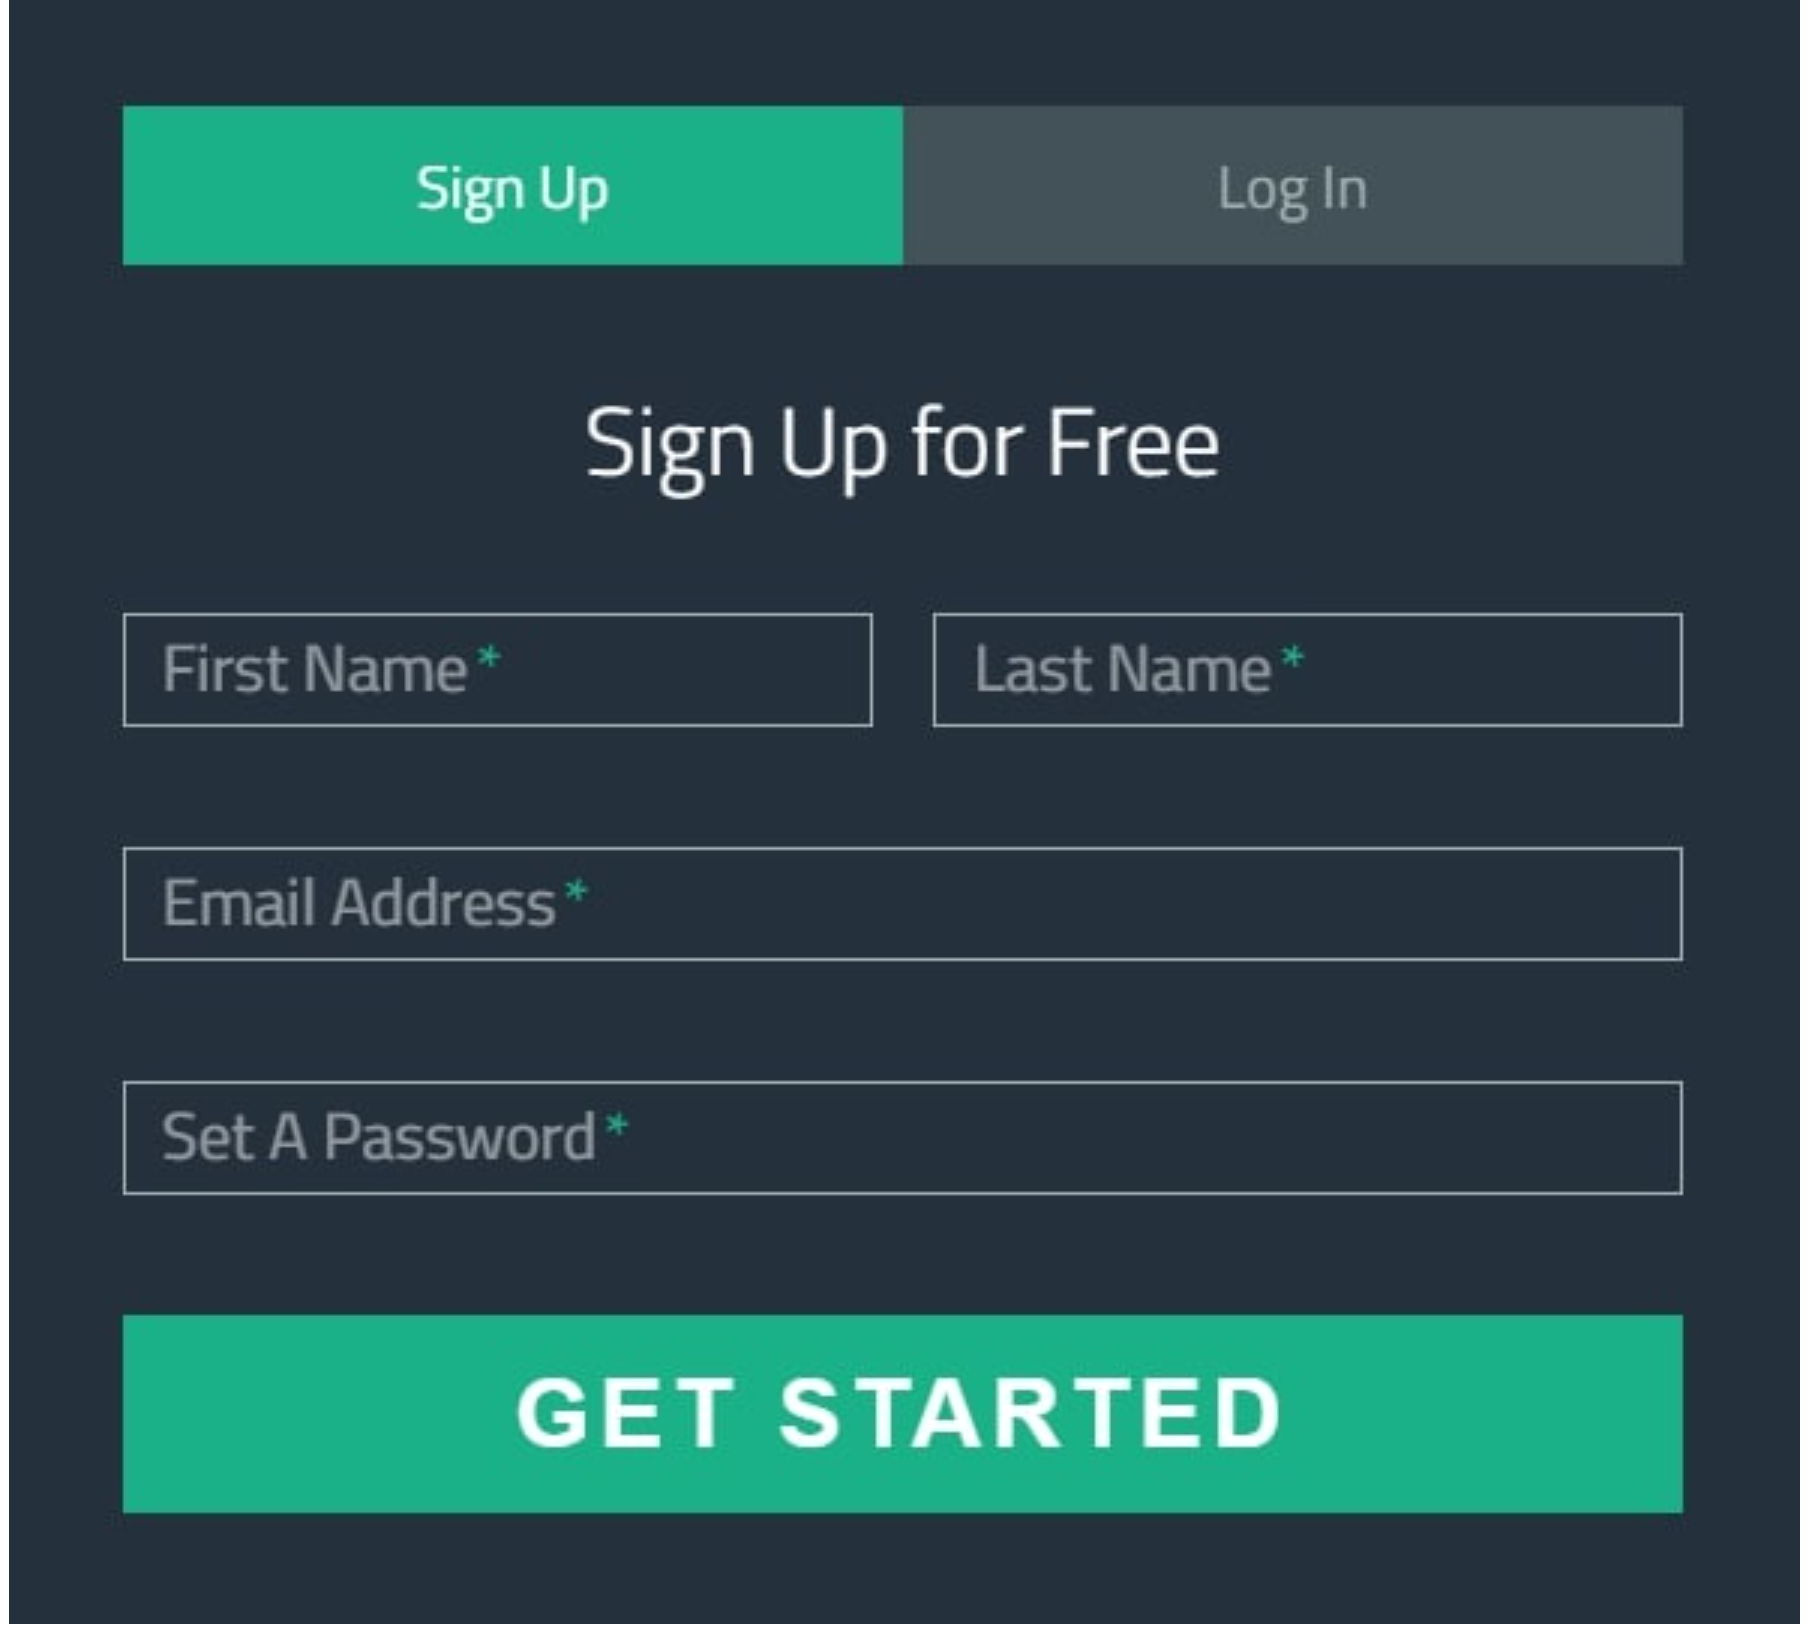 Sign Up Log In
Sign Up for Free
First Name* Last Name*
Email Address*
Set A Password*
GET STARTED